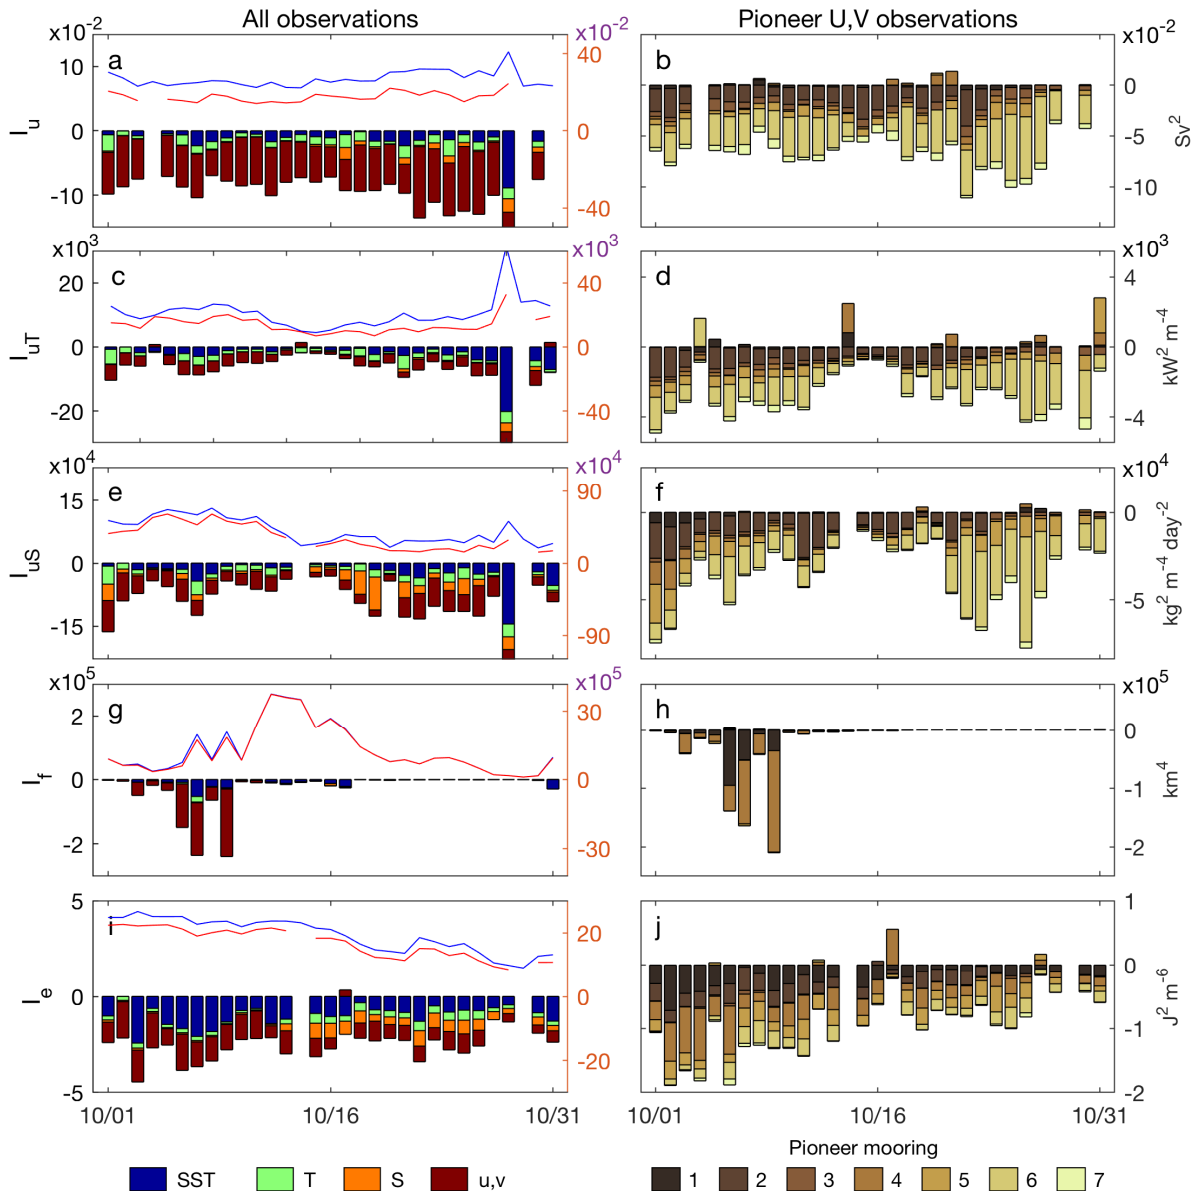 All observations
Pioneer U,V observations
x10-2
x10-2
x10-2
a
b
10
0
-10
40
0
-40
0
-5
-10
Iu
Sv2
x103
x103
x103
c
d
20
0
-20
40
0
-40
4
0
-4
IuT
kW2 m-4
x104
x104
x104
e
f
15
0
-15
90
0
-90
0
-5
IuS
kg2 m-4 day-2
x105
x105
x105
g
h
2
0
-2
30
0
-30
0
-1
-2
If
km4
i
j
5
0
-5
20
0
-20
1
0
-1
-2
Ie
J2 m-6
10/01 10/16 10/31
10/01 10/16 10/31
Pioneer mooring
SST T S u,v
1 2 3 4 5 6 7